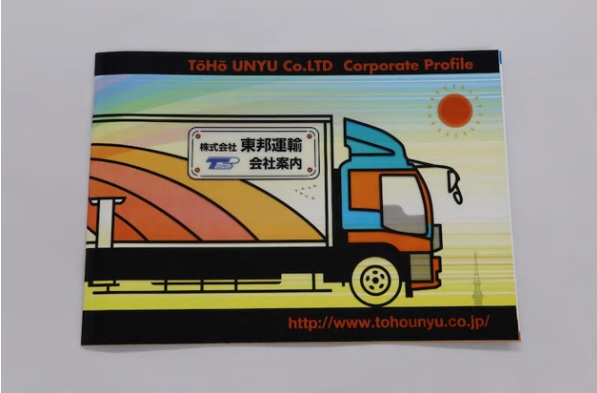 TōHō UNYU Co.LTD Corporate Profile
株式会社 東邦運輸
会社案内
http://www.tohounyu.co.jp/